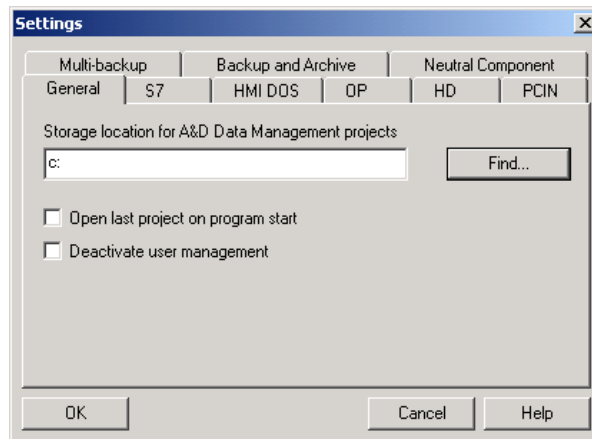 Settings
Multi-backup Backup and Archive Neutral Component
General S7 HMI DOS OP HD PCIN
Storage location for A&D Data Management projects
c: Find...
Open last project on program start
Deactivate user management
OK Cancel Help